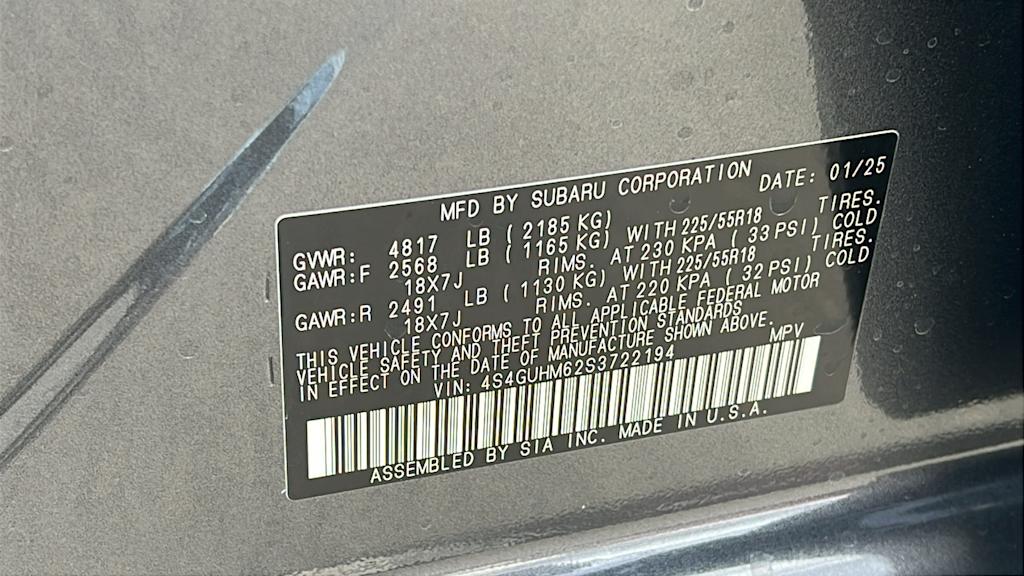 MFD BY SUBARU CORPORATION DATE: 01/25
GVWR: 4817 LB ( 2185 KG)
GAWR:F 2568 LB ( 1165 KG) WITH 225/55R18 TIRES.
18X7J RIMS. AT 230 KPA ( 33 PSI) COLD
GAWR:R 2491 LB ( 1130 KG) WITH 225/55R18 TIRES.
18X7J RIMS. AT 220 KPA ( 32 PSI) COLD
THIS VEHICLE CONFORMS TO ALL APPLICABLE FEDERAL MOTOR
VEHICLE SAFETY AND THEFT PREVENTION STANDARDS
IN EFFECT ON THE DATE OF MANUFACTURE SHOWN ABOVE.
VIN: 4S4GUHM62S3722194 MPV
ASSEMBLED BY SIA INC. MADE IN U.S.A.